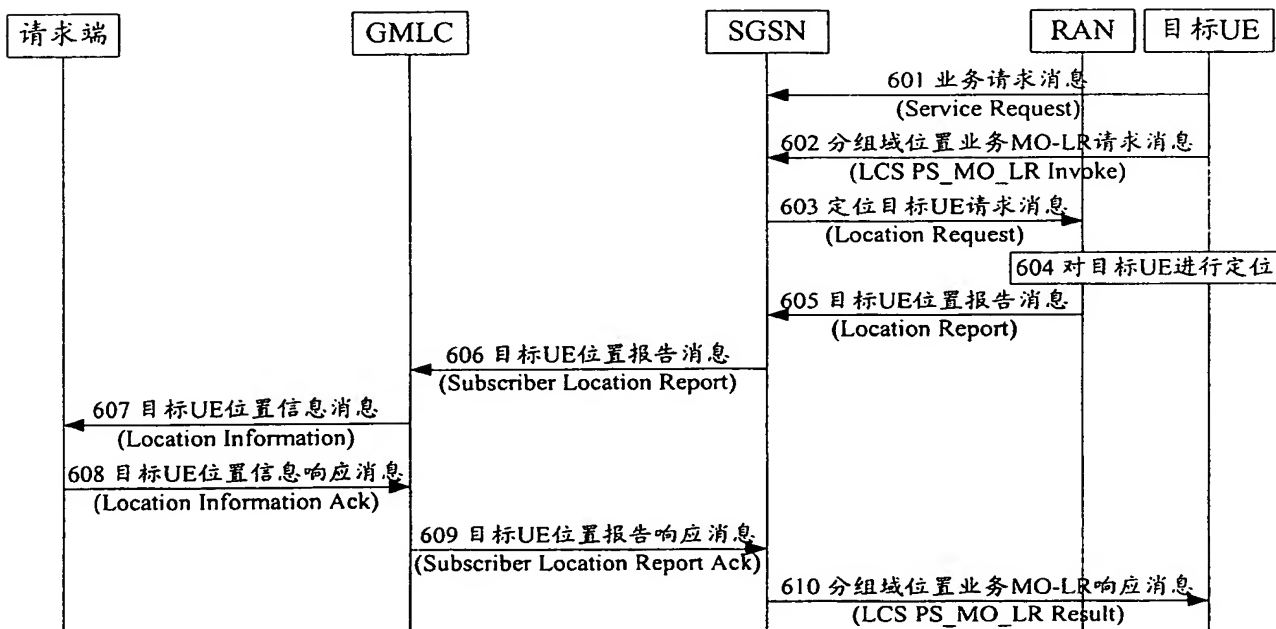 请求端
GMLC
SGSN
RAN
目标UE
601 业务请求消息
(Service Request)
602 分组域位置业务MO-LR请求消息
(LCS PS_MO_LR Invoke)
603 定位目标UE请求消息
(Location Request)
604 对目标UE进行定位
605 目标UE位置报告消息
(Location Report)
606 目标UE位置报告消息
(Subscriber Location Report)
607 目标UE位置信息消息
(Location Information)
608 目标UE位置信息响应消息
(Location Information Ack)
609 目标UE位置报告响应消息
(Subscriber Location Report Ack)
610 分组域位置业务MO-LR响应消息
(LCS PS_MO_LR Result)